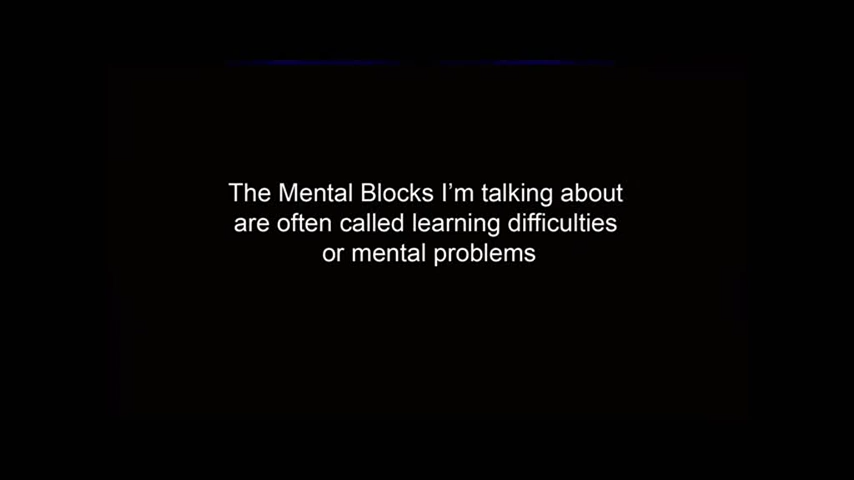 The Mental Blocks I’m talking about
are often called learning difficulties
or mental problems